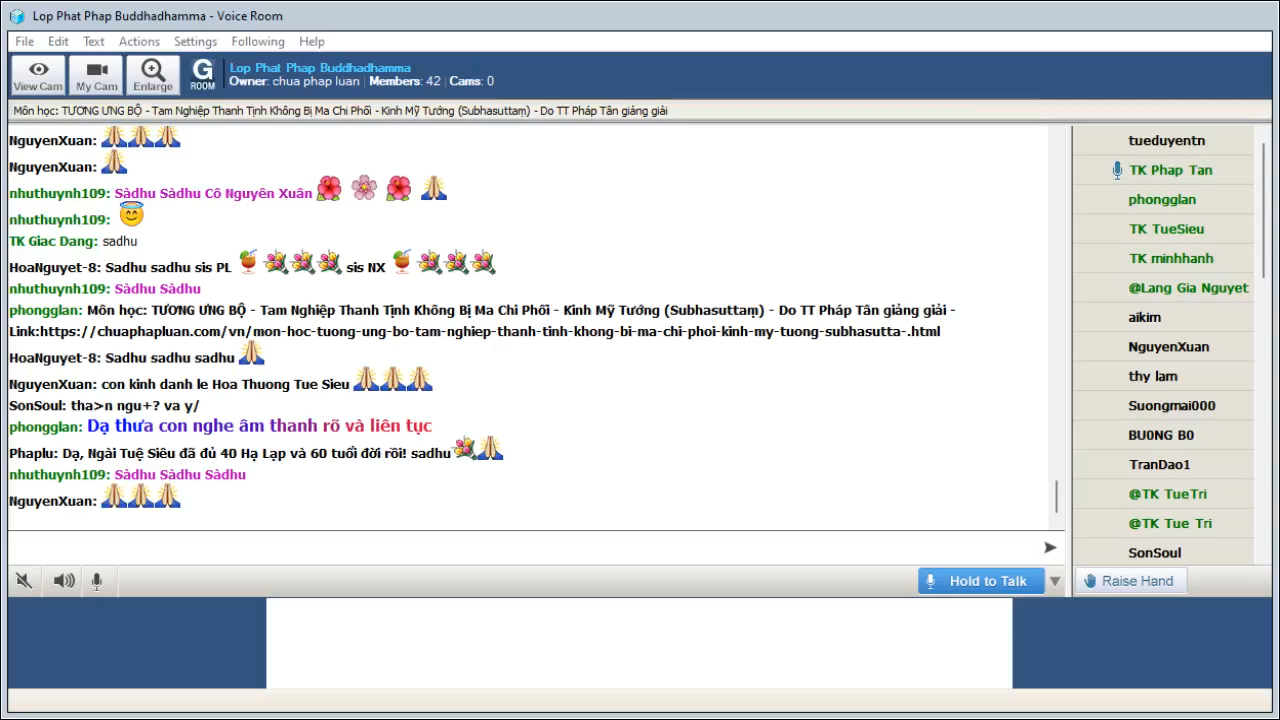 Lop Phat Phap Buddhadhamma - Voice Room
File Edit Text Actions Settings Following Help
View Cam My Cam Enlarge G ROOM
Lop Phat Phap Buddhadhamma
Owner: chua phap luan Members: 42 Cams: 0
Môn học: TƯƠNG ƯNG BỘ - Tam Nghiệp Thanh Tịnh Không Bị Ma Chi Phối - Kinh Mỹ Tướng (Subhasuttaṃ) - Do TT Pháp Tân giảng giải
NguyenXuan:
NguyenXuan:
nhuthuynh109: Sàdhu Sàdhu Cô Nguyên Xuân
nhuthuynh109:
TK Giac Dang: sadhu
HoaNguyet-8: Sadhu sadhu sis PL sis NX
nhuthuynh109: Sàdhu Sàdhu
phongglan: Môn học: TƯƠNG ƯNG BỘ - Tam Nghiệp Thanh Tịnh Không Bị Ma Chi Phối - Kinh Mỹ Tướng (Subhasuttaṃ) - Do TT Pháp Tân giảng giải -
Link:https://chuaphapluan.com/vn/mon-hoc-tuong-ung-bo-tam-nghiep-thanh-tinh-khong-bi-ma-chi-phoi-kinh-my-tuong-subhasutta-.html
HoaNguyet-8: Sadhu sadhu sadhu
NguyenXuan: con kinh danh le Hoa Thuong Tue Sieu
SonSoul: tha>n ngu+? va y/
phongglan: Dạ thưa con nghe âm thanh rõ và liên tục
Phaplu: Dạ, Ngài Tuệ Siêu đã đủ 40 Hạ Lạp và 60 tuổi đời rồi! sadhu
nhuthuynh109: Sàdhu Sàdhu Sàdhu
NguyenXuan:
Hold to Talk
tueduyentn
TK Phap Tan
phongglan
TK TueSieu
TK minhhanh
@Lang Gia Nguyet
aikim
NguyenXuan
thy lam
Suongmai000
BU0NG B0
TranDao1
@TK TueTri
@TK Tue Tri
SonSoul
Raise Hand